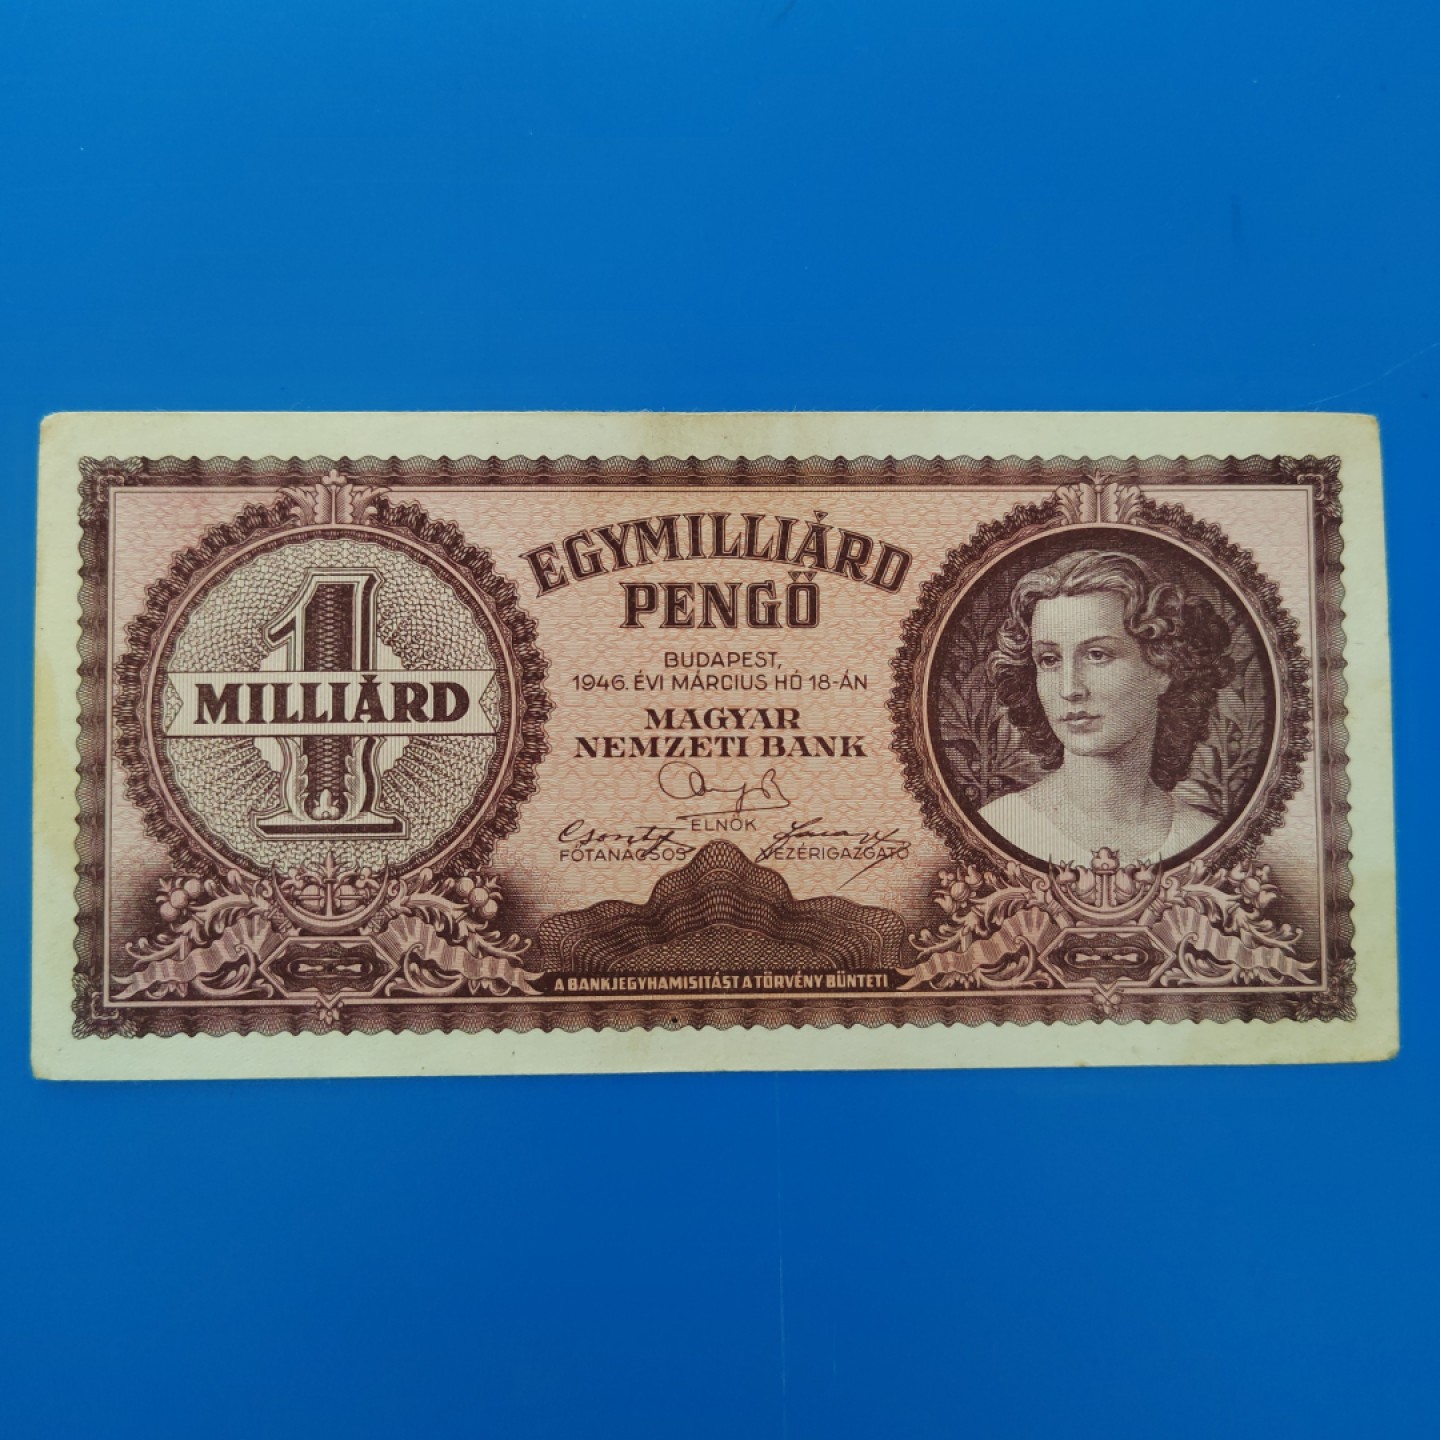 EGYMILLIÁRD
PENGŐ
1
MILLIÁRD
BUDAPEST,
1946. ÉVI MÁRCIUS HÓ 18-ÁN
MAGYAR
NEMZETI BANK
ELNÖK
FŐTANÁCSOS
VEZÉRIGAZGATÓ
A BANKJEGYHAMISITÁST A TÖRVÉNY BÜNTETI